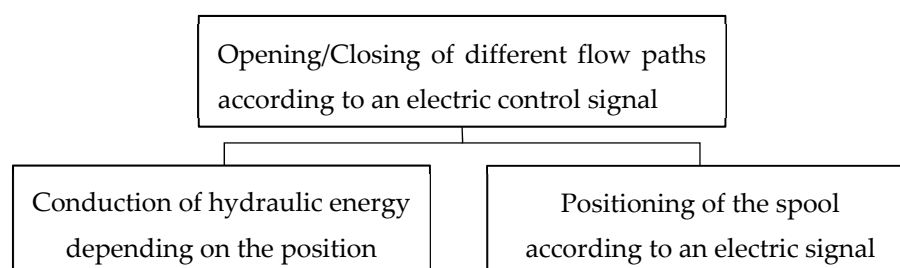 Opening/Closing of different flow paths
according to an electric control signal
Conduction of hydraulic energy
depending on the position
Positioning of the spool
according to an electric signal